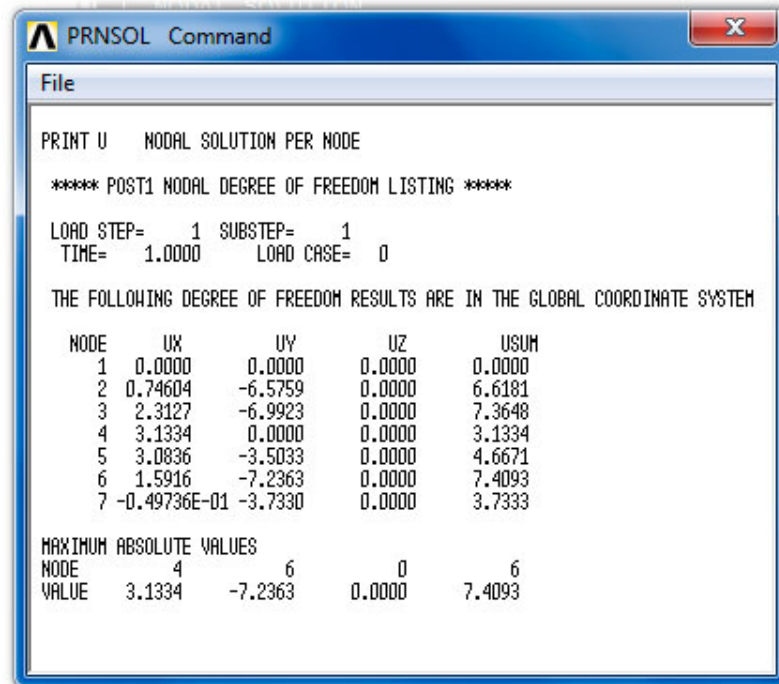 PRNSOL Command
File
PRINT U NODAL SOLUTION PER NODE
***** POST1 NODAL DEGREE OF FREEDOM LISTING *****
LOAD STEP= 1 SUBSTEP= 1
TIME= 1.0000 LOAD CASE= 0
THE FOLLOWING DEGREE OF FREEDOM RESULTS ARE IN THE GLOBAL COORDINATE SYSTEM
NODE UX UY UZ USUM
1 0.0000 0.0000 0.0000 0.0000
2 0.74604 -6.5759 0.0000 6.6181
3 2.3127 -6.9923 0.0000 7.3648
4 3.1334 0.0000 0.0000 3.1334
5 3.0836 -3.5033 0.0000 4.6671
6 1.5916 -7.2363 0.0000 7.4093
7 -0.49736E-01 -3.7330 0.0000 3.7333
MAXIMUM ABSOLUTE VALUES
NODE 4 6 0 6
VALUE 3.1334 -7.2363 0.0000 7.4093